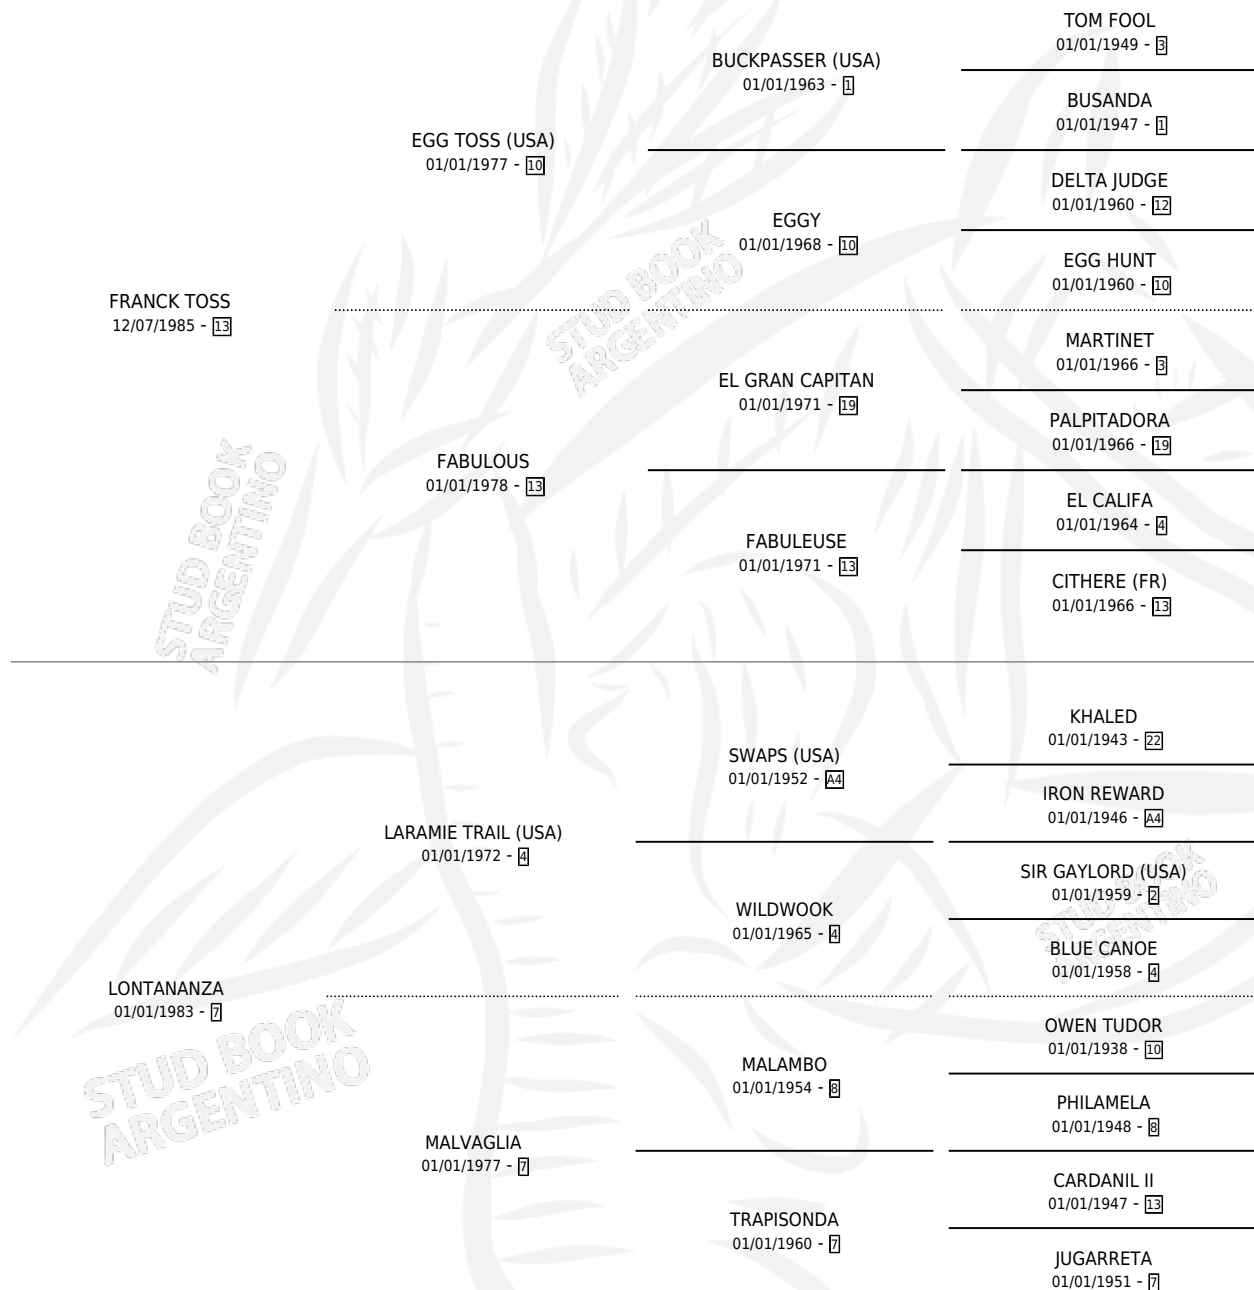 TOM FOOL
01/01/1949 - 3
BUCKPASSER (USA)
01/01/1963 - 1
BUSANDA
01/01/1947 - 1
EGG TOSS (USA)
01/01/1977 - 10
DELTA JUDGE
01/01/1960 - 12
EGGY
01/01/1968 - 10
EGG HUNT
01/01/1960 - 10
FRANCK TOSS
12/07/1985 - 13
STUD BOOK
ARGENTINO
MARTINET
01/01/1966 - 3
EL GRAN CAPITAN
01/01/1971 - 19
PALPITADORA
01/01/1966 - 19
FABULOUS
01/01/1978 - 13
EL CALIFA
01/01/1964 - 4
FABULEUSE
01/01/1971 - 13
CITHERE (FR)
01/01/1966 - 13
STUD BOOK
ARGENTINO
KHALED
01/01/1943 - 22
SWAPS (USA)
01/01/1952 - A4
IRON REWARD
01/01/1946 - A4
LARAMIE TRAIL (USA)
01/01/1972 - 4
SIR GAYLORD (USA)
01/01/1959 - 2
WILDWOOK
01/01/1965 - 4
STUD BOOK
ARGENTINO
BLUE CANOE
01/01/1958 - 4
LONTANANZA
01/01/1983 - 7
OWEN TUDOR
01/01/1938 - 10
MALAMBO
01/01/1954 - 8
STUD BOOK
ARGENTINO
PHILAMELA
01/01/1948 - 8
MALVAGLIA
01/01/1977 - 7
CARDANIL II
01/01/1947 - 13
TRAPISONDA
01/01/1960 - 7
JUGARRETA
01/01/1951 - 7